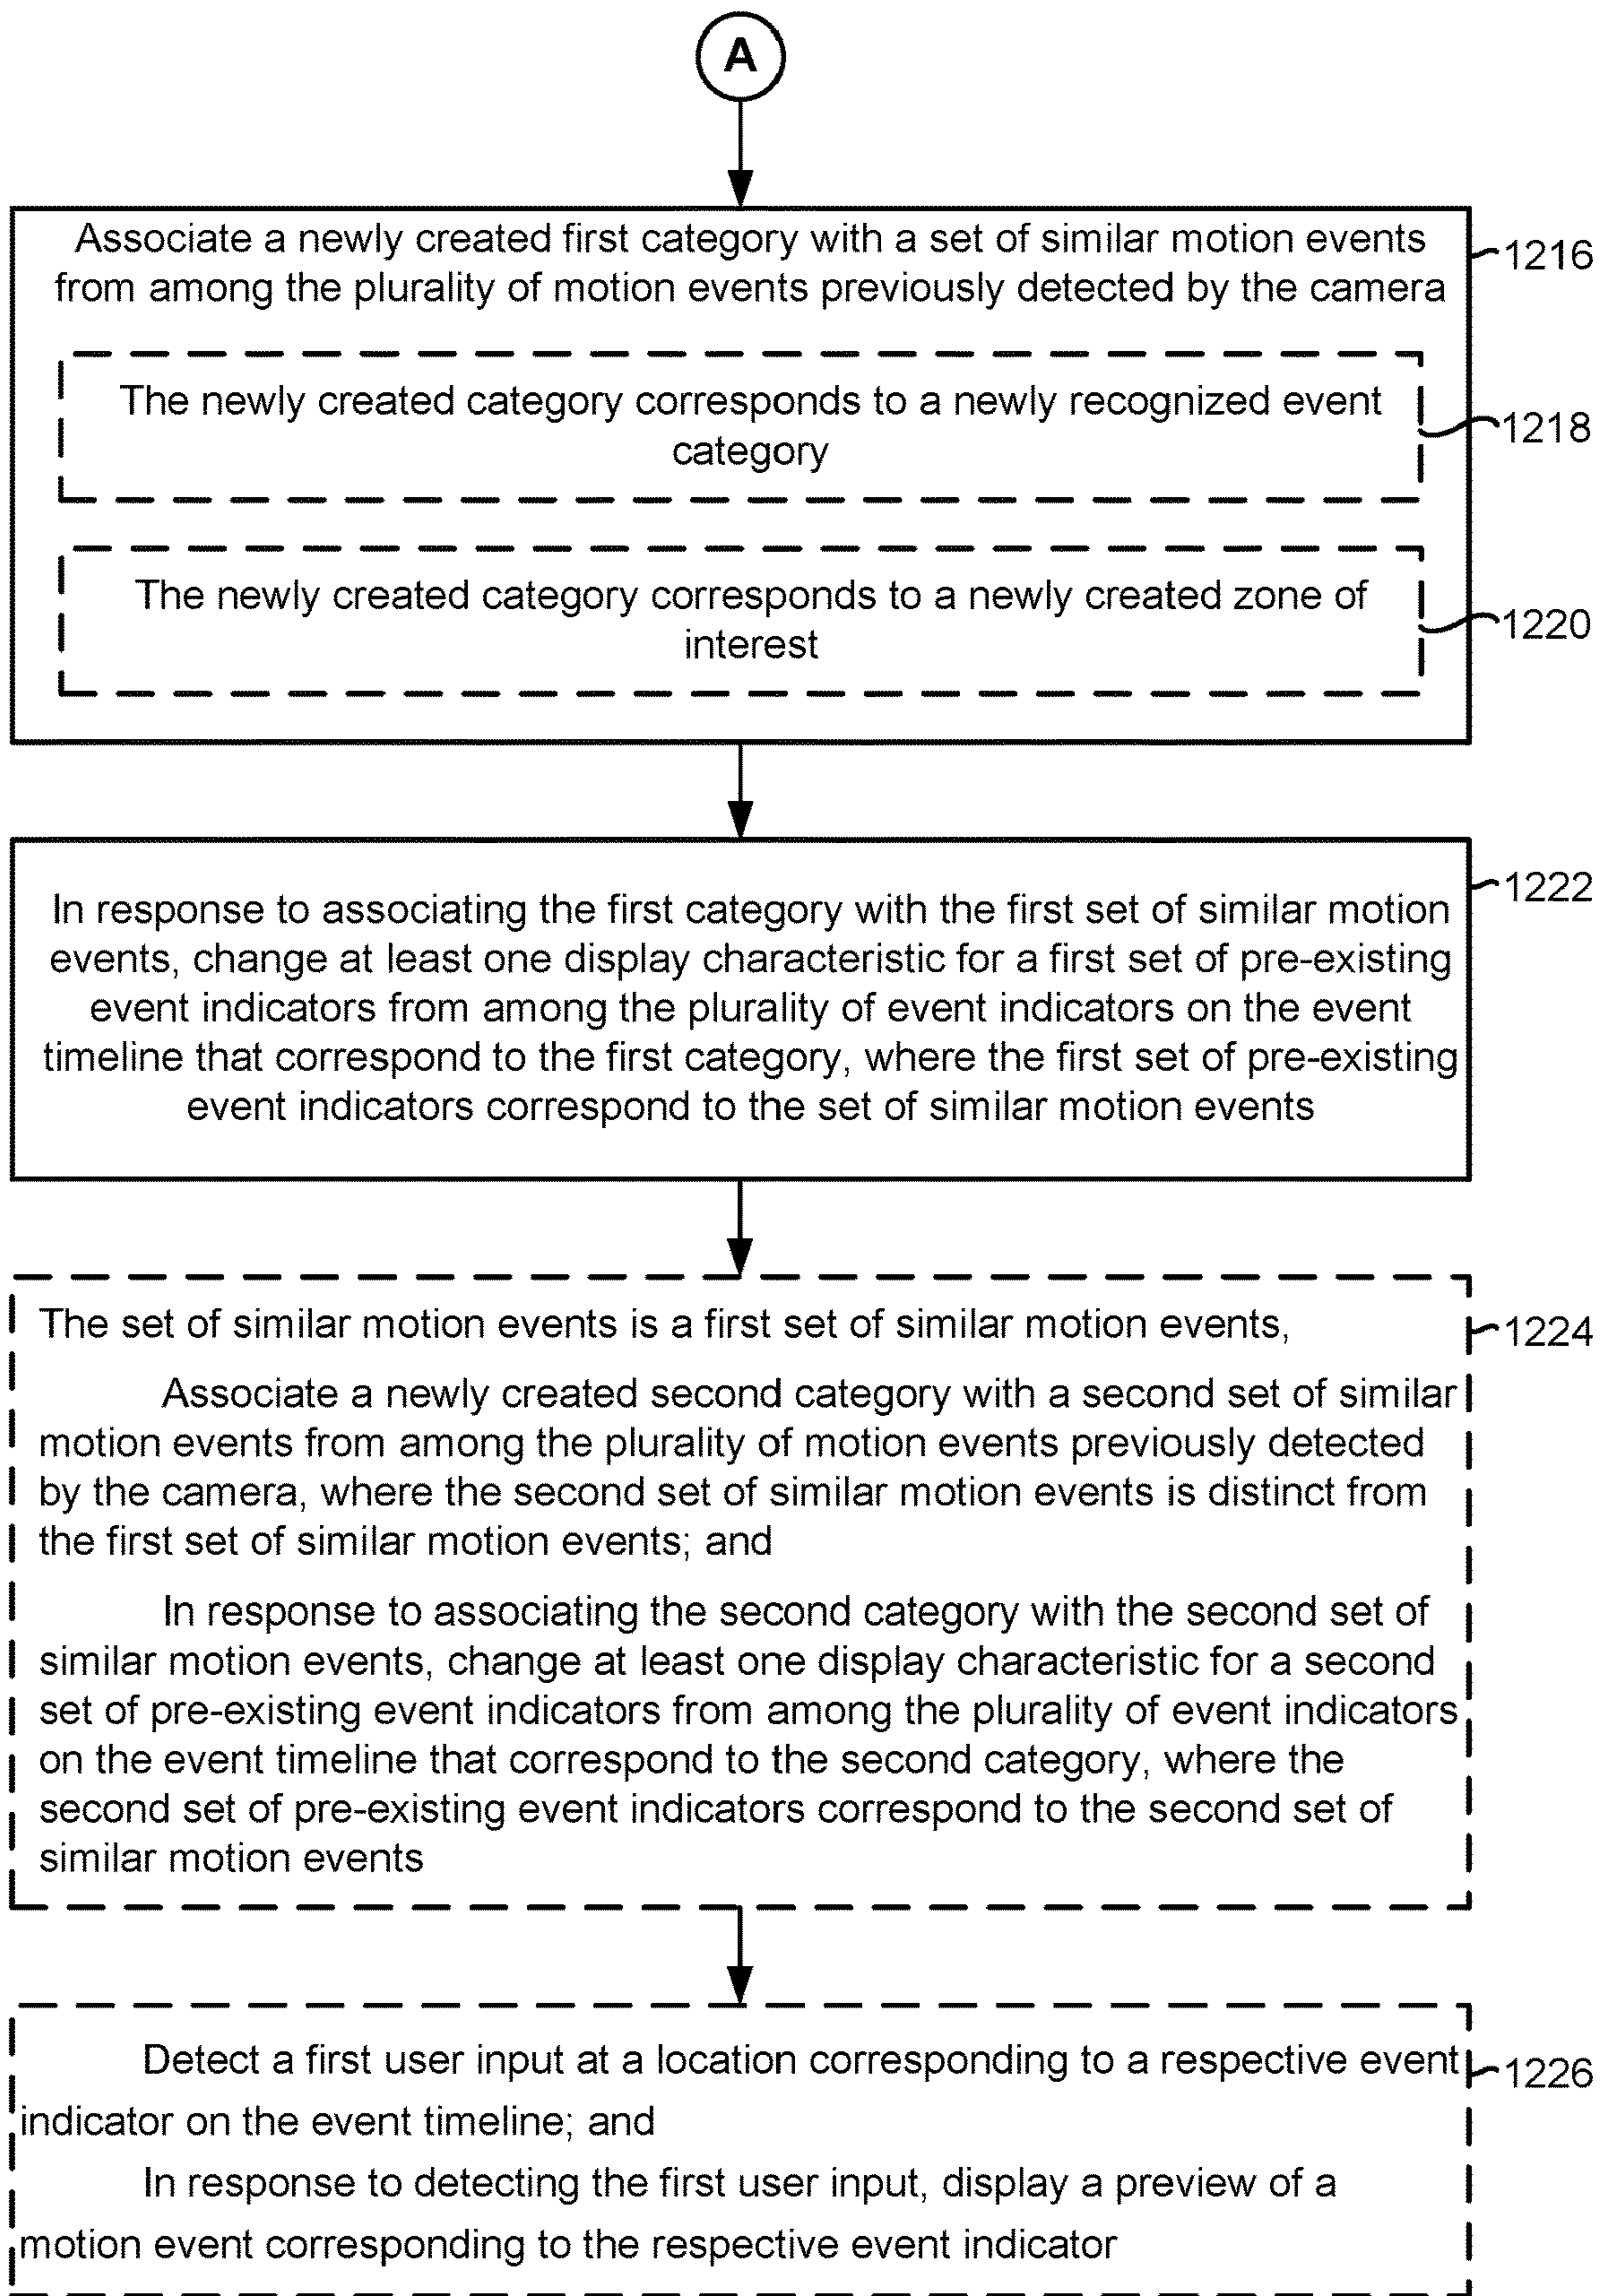 A
Associate a newly created first category with a set of similar motion events
from among the plurality of motion events previously detected by the camera
1216
The newly created category corresponds to a newly recognized event
category
1218
The newly created category corresponds to a newly created zone of
interest
1220
In response to associating the first category with the first set of similar motion
events, change at least one display characteristic for a first set of pre-existing
event indicators from among the plurality of event indicators on the event
timeline that correspond to the first category, where the first set of pre-existing
event indicators correspond to the set of similar motion events
1222
The set of similar motion events is a first set of similar motion events,
Associate a newly created second category with a second set of similar
motion events from among the plurality of motion events previously detected
by the camera, where the second set of similar motion events is distinct from
the first set of similar motion events; and
In response to associating the second category with the second set of
similar motion events, change at least one display characteristic for a second
set of pre-existing event indicators from among the plurality of event indicators
on the event timeline that correspond to the second category, where the
second set of pre-existing event indicators correspond to the second set of
similar motion events
1224
Detect a first user input at a location corresponding to a respective event
indicator on the event timeline; and
In response to detecting the first user input, display a preview of a
motion event corresponding to the respective event indicator
1226